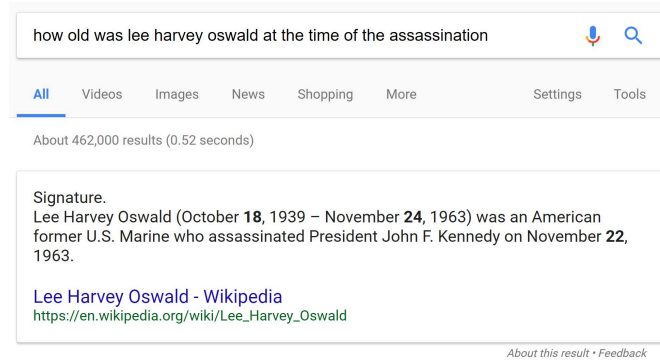 how old was lee harvey oswald at the time of the assassination
All Videos Images News Shopping More Settings Tools
About 462,000 results (0.52 seconds)
Signature.
Lee Harvey Oswald (October 18, 1939 – November 24, 1963) was an American
former U.S. Marine who assassinated President John F. Kennedy on November 22,
1963.
Lee Harvey Oswald - Wikipedia
https://en.wikipedia.org/wiki/Lee_Harvey_Oswald
About this result • Feedback